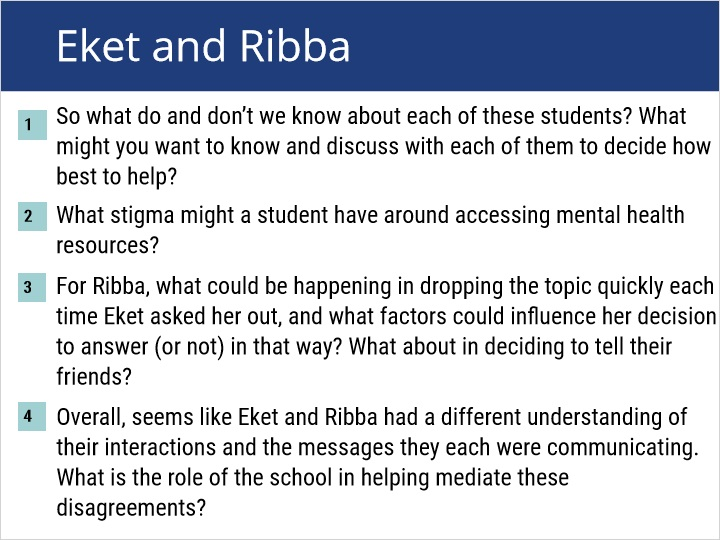 Eket and Ribba
1
So what do and don’t we know about each of these students? What
might you want to know and discuss with each of them to decide how
best to help?
2
What stigma might a student have around accessing mental health
resources?
3
For Ribba, what could be happening in dropping the topic quickly each
time Eket asked her out, and what factors could influence her decision
to answer (or not) in that way? What about in deciding to tell their
friends?
4
Overall, seems like Eket and Ribba had a different understanding of
their interactions and the messages they each were communicating.
What is the role of the school in helping mediate these
disagreements?